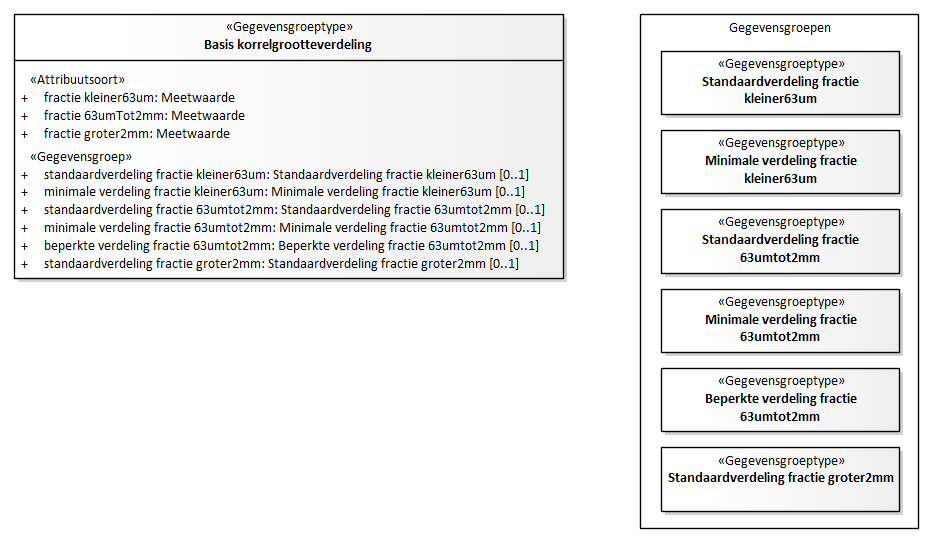 «Gegevensgroeptype»
Basis korrelgrootteverdeling
«Attribuutsoort»
+ fractie kleiner63um: Meetwaarde
+ fractie 63umTot2mm: Meetwaarde
+ fractie groter2mm: Meetwaarde
«Gegevensgroep»
+ standaardverdeling fractie kleiner63um: Standaardverdeling fractie kleiner63um [0..1]
+ minimale verdeling fractie kleiner63um: Minimale verdeling fractie kleiner63um [0..1]
+ standaardverdeling fractie 63umtot2mm: Standaardverdeling fractie 63umtot2mm [0..1]
+ minimale verdeling fractie 63umtot2mm: Minimale verdeling fractie 63umtot2mm [0..1]
+ beperkte verdeling fractie 63umtot2mm: Beperkte verdeling fractie 63umtot2mm [0..1]
+ standaardverdeling fractie groter2mm: Standaardverdeling fractie groter2mm [0..1]
Gegevensgroepen
«Gegevensgroeptype»
Standaardverdeling fractie
kleiner63um
«Gegevensgroeptype»
Minimale verdeling fractie
kleiner63um
«Gegevensgroeptype»
Standaardverdeling fractie
63umtot2mm
«Gegevensgroeptype»
Minimale verdeling fractie
63umtot2mm
«Gegevensgroeptype»
Beperkte verdeling fractie
63umtot2mm
«Gegevensgroeptype»
Standaardverdeling fractie groter2mm